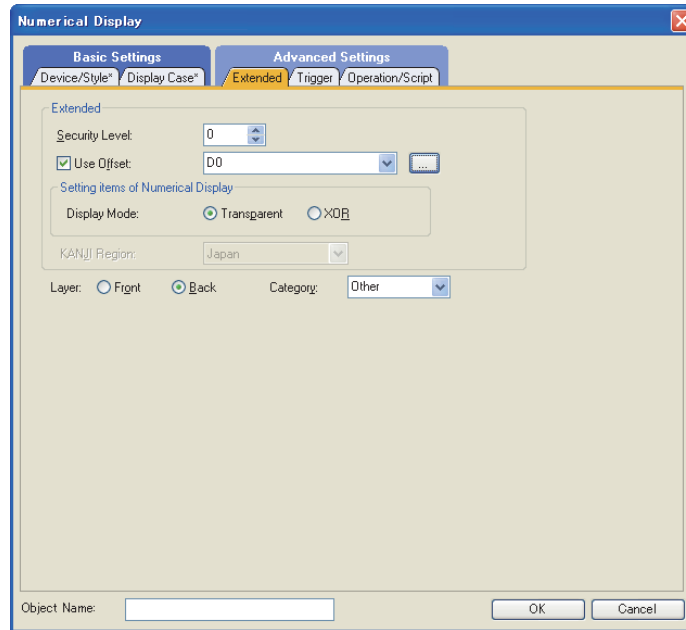 Numerical Display
Basic Settings Advanced Settings
Device/Style* Display Case* Extended Trigger Operation/Script
Extended
Security Level: 0
Use Offset: D0 ...
Setting items of Numerical Display
Display Mode: Transparent XOR
KANJI Region: Japan
Layer: Front Back Category: Other
Object Name: OK Cancel